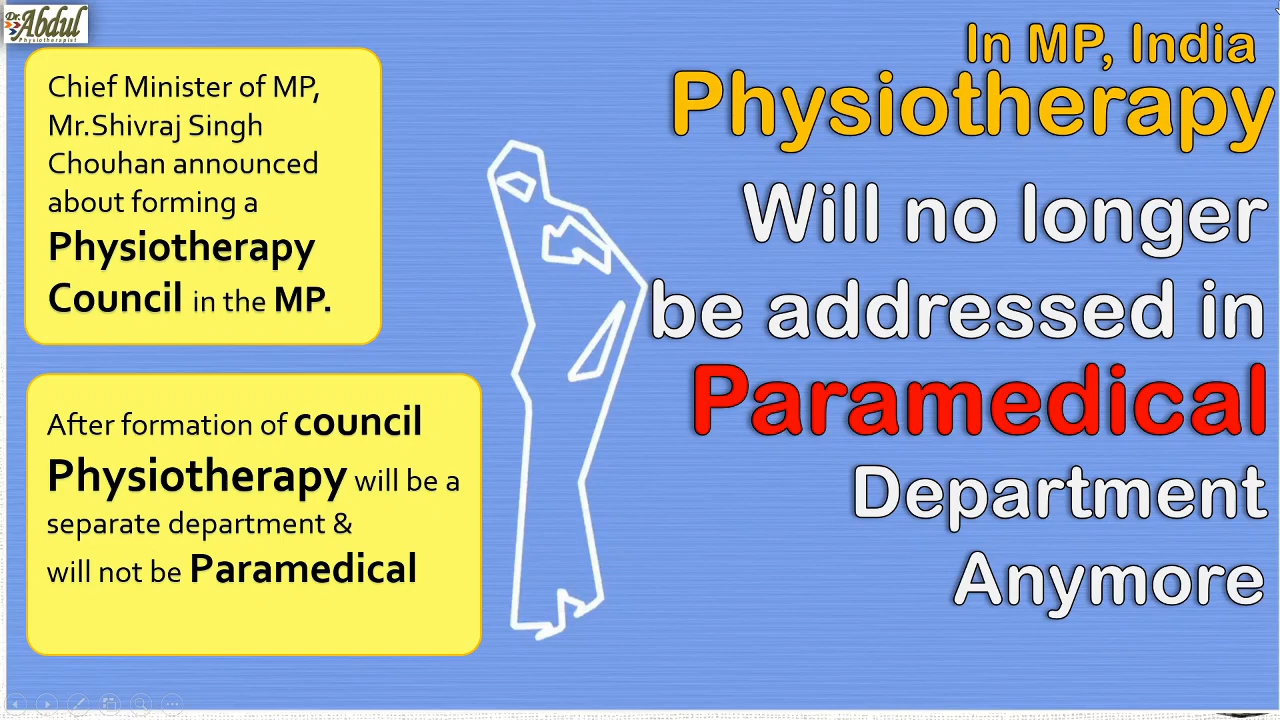 Dr.
Abdul
Physiotherapist
Chief Minister of MP,
Mr.Shivraj Singh
Chouhan announced
about forming a
Physiotherapy
Council in the MP.
After formation of council
Physiotherapy will be a
separate department &
will not be Paramedical
In MP, India
Physiotherapy
Will no longer
be addressed in
Paramedical
Department
Anymore